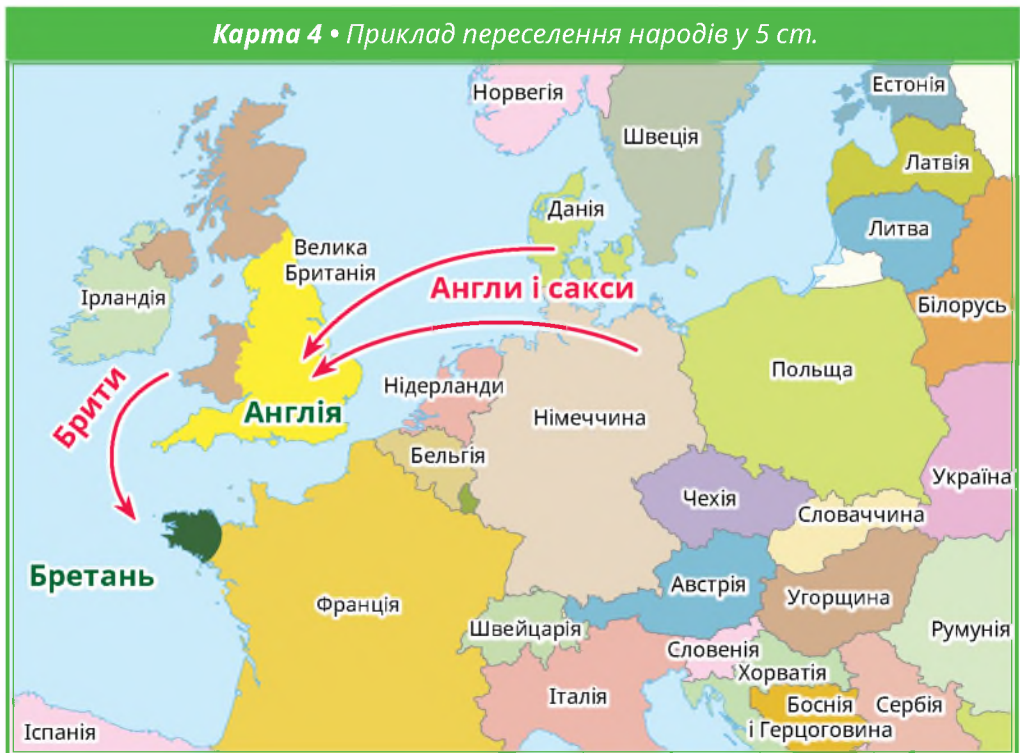 Карта 4 • Приклад переселення народів у 5 ст.
Естонія
Норвегія
Швеція
Латвія
Данія
Литва
Велика
Британія
Англи і сакси
Ірландія
Білорусь
Польща
Нідерланди
Брити
Англія
Німеччина
Бельгія
Україна
Чехія
Словаччина
Бретань
Австрія
Угорщина
Франція
Швейцарія
Румунія
Словенія
Хорватія
Італія
Боснія
і Герцоговина
Сербія
Іспанія